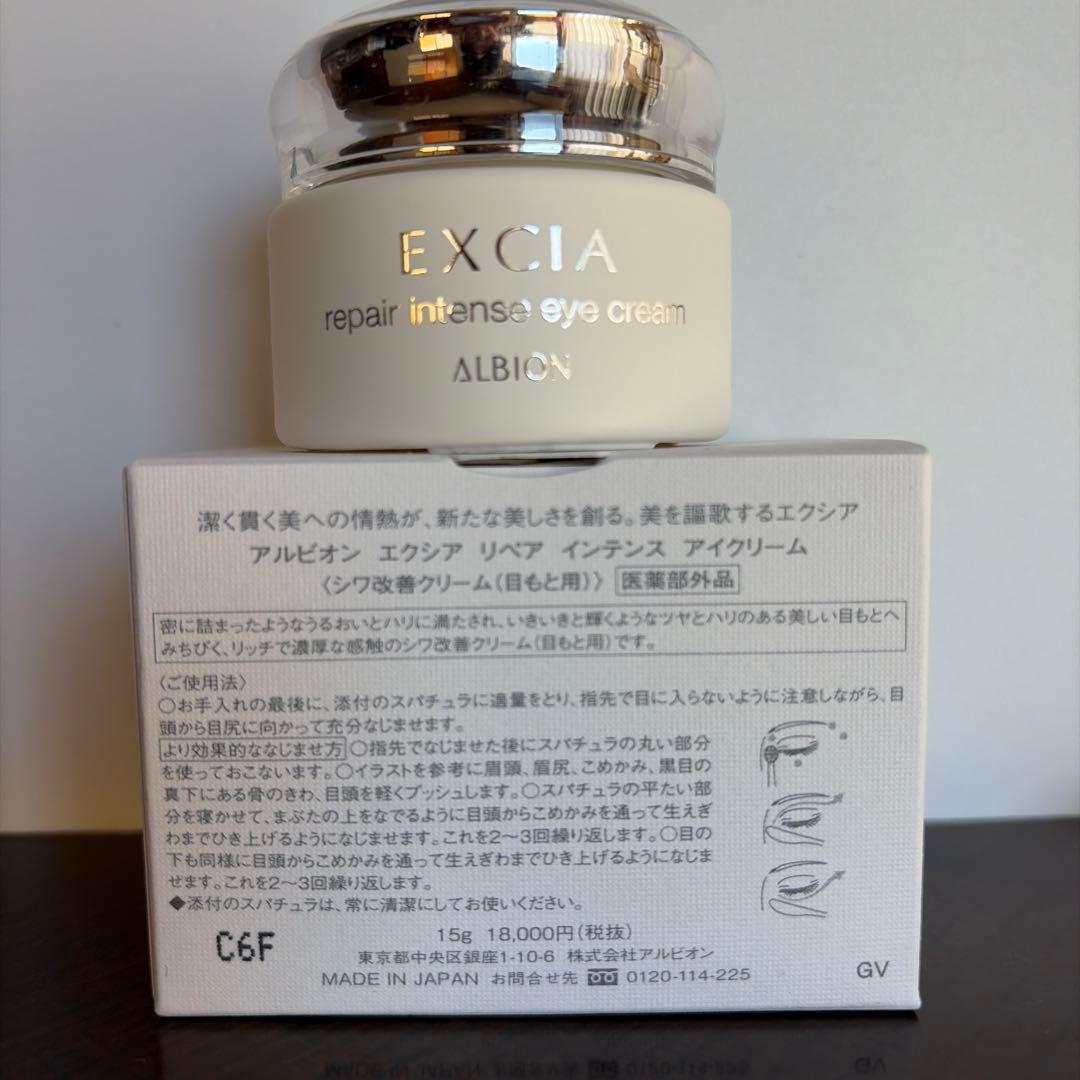 EXCIA
repair intense eye cream
ALBION
潔く貫く美への情熱が、新たな美しさを創る。美を謳歌するエクシア
アルビオン エクシア リペア インテンス アイクリーム
〈シワ改善クリーム(目もと用)〉 医薬部外品
密に詰まったようなうるおいとハリに満たされ、いきいきと輝くようなツヤとハリのある美しい目もとへ
みちびく、リッチで濃厚な感触のシワ改善クリーム(目もと用)です。
〈ご使用法〉
○お手入れの最後に、添付のスパチュラに適量をとり、指先で目に入らないように注意しながら、目
頭から目尻に向かって充分なじませます。
より効果的ななじませ方 ○指先でなじませた後にスパチュラの丸い部分
を使っておこないます。○イラストを参考に眉頭、眉尻、こめかみ、黒目の
真下にある骨のきわ、目頭を軽くプッシュします。○スパチュラの平たい部
分を寝かせて、まぶたの上をなでるように目頭からこめかみを通って生えぎ
わまでひき上げるようになじませます。これを2〜3回繰り返します。○目の
下も同様に目頭からこめかみを通って生えぎわまでひき上げるようになじま
せます。これを2〜3回繰り返します。
◆添付のスパチュラは、常に清潔にしてお使いください。
C6F
15g 18,000円(税抜)
東京都中央区銀座1-10-6 株式会社アルビオン
MADE IN JAPAN お問合せ先 0120-114-225
GV